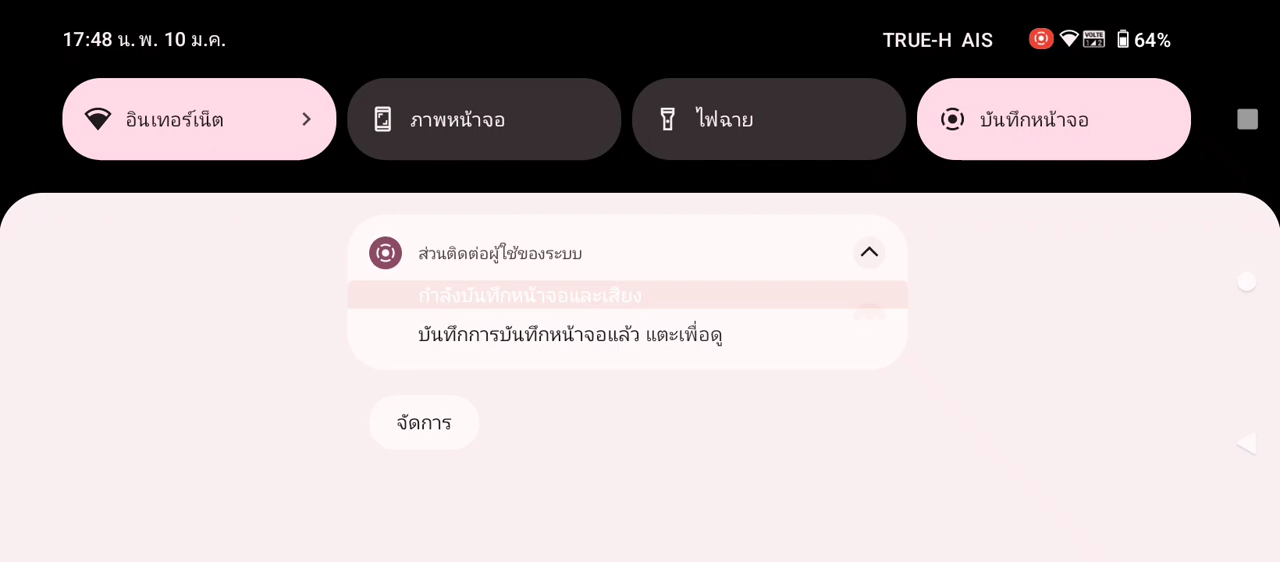 17:48 น. พ. 10 ม.ค.
TRUE-H AIS
VOLTE
1 2
64%
อินเทอร์เน็ต
ภาพหน้าจอ
ไฟฉาย
บันทึกหน้าจอ
ส่วนติดต่อผู้ใช้ของระบบ
กำลังบันทึกหน้าจอและเสียง
บันทึกการบันทึกหน้าจอแล้ว แตะเพื่อดู
จัดการ